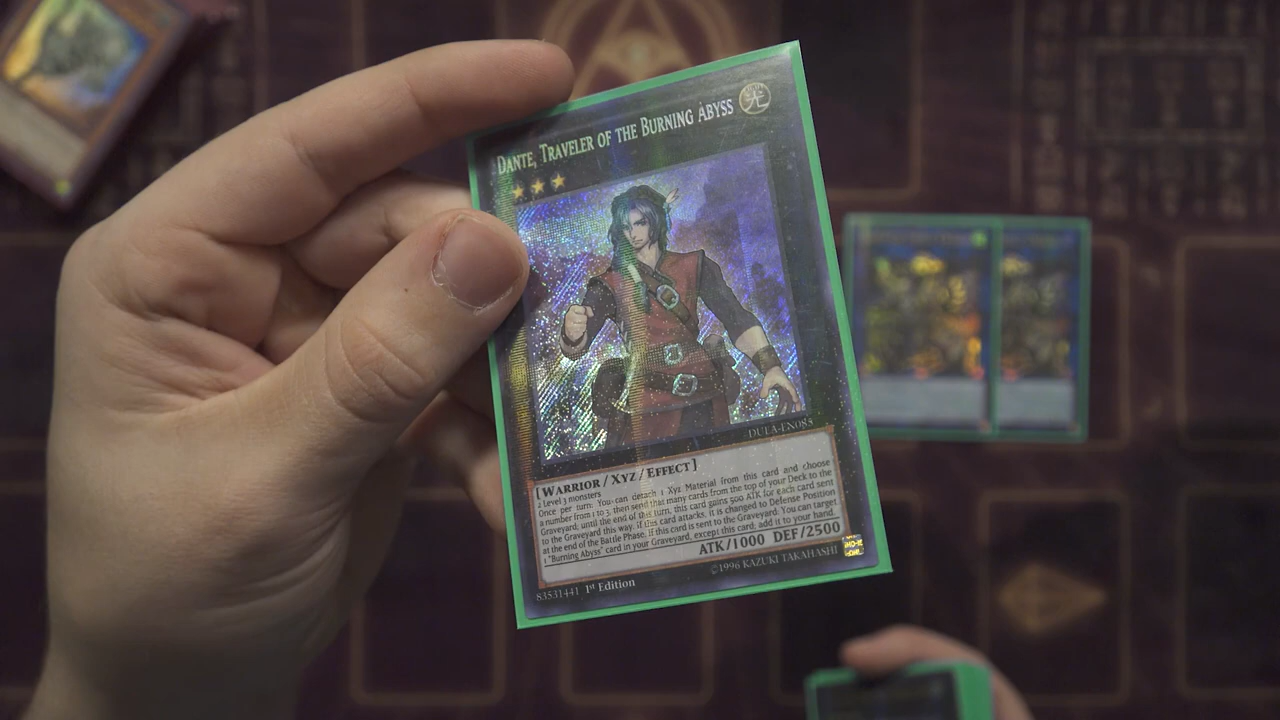 DANTE, TRAVELER OF THE BURNING ABYSS
光
DUEA-EN085
[WARRIOR / XYZ / EFFECT]
2 Level 3 monsters
Once per turn: You can detach 1 Xyz Material from this card and choose
a number from 1 to 3, then send that many cards from the top of your Deck to the
Graveyard; until the end of this turn, this card gains 500 ATK for each card sent
to the Graveyard this way. If this card attacks, it is changed to Defense Position
at the end of the Battle Phase. If this card is sent to the Graveyard: You can target
1 "Burning Abyss" card in your Graveyard, except this card; add it to your hand.
ATK/1000 DEF/2500
83531441 1st Edition
©1996 KAZUKI TAKAHASHI